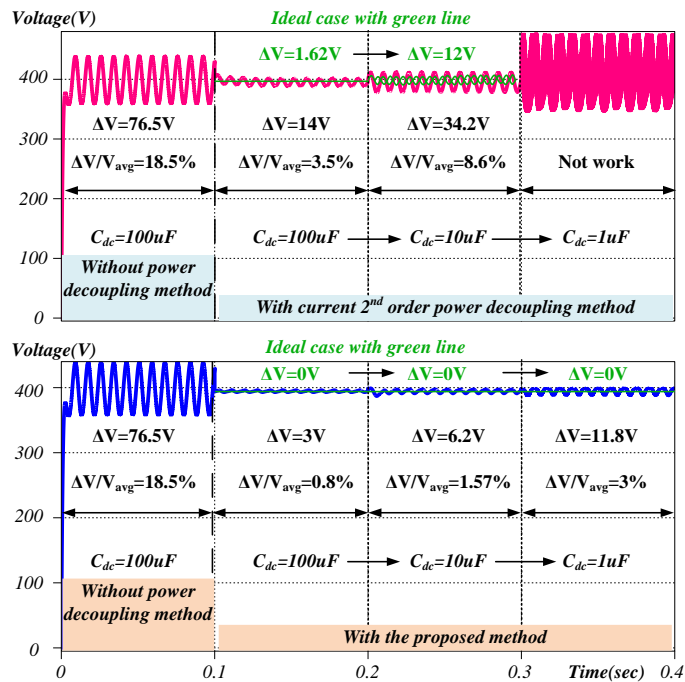 Voltage(V)
Ideal case with green line
ΔV=1.62V → ΔV=12V
400
ΔV=76.5V ΔV=14V ΔV=34.2V
300
ΔV/Vavg=18.5% ΔV/Vavg=3.5% ΔV/Vavg=8.6% Not work
200
Cdc=100uF Cdc=100uF → Cdc=10uF → Cdc=1uF
100
Without power
decoupling method
With current 2nd order power decoupling method
0
Voltage(V)
Ideal case with green line
ΔV=0V → ΔV=0V → ΔV=0V
400
ΔV=76.5V ΔV=3V ΔV=6.2V ΔV=11.8V
300
ΔV/Vavg=18.5% ΔV/Vavg=0.8% ΔV/Vavg=1.57% ΔV/Vavg=3%
200
Cdc=100uF Cdc=100uF → Cdc=10uF → Cdc=1uF
100
Without power
decoupling method
With the proposed method
0
0 0.1 0.2 0.3 Time(sec) 0.4